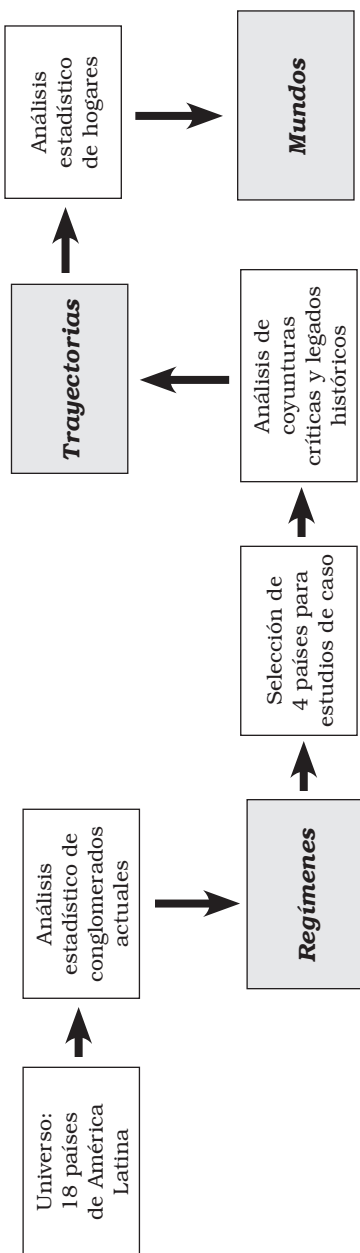 Universo:
18 países
de América
Latina
Análisis
estadístico de
conglomerados
actuales
Regímenes
Selección de
4 países para
estudios de caso
Análisis de
coyunturas
críticas y legados
históricos
Trayectorias
Análisis
estadístico
de hogares
Mundos